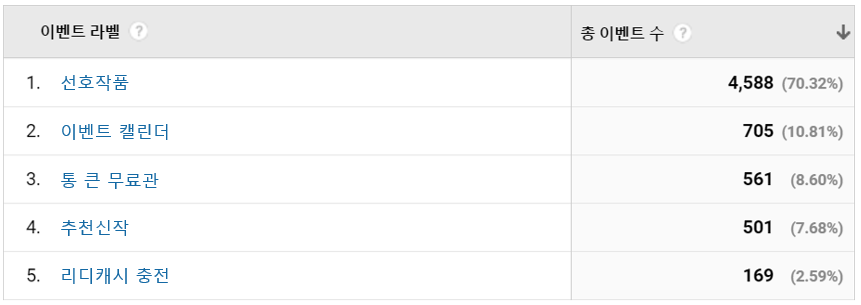 이벤트 라벨 ? 총 이벤트 수 ?
1. 선호작품 4,588 (70.32%)
2. 이벤트 캘린더 705 (10.81%)
3. 통 큰 무료관 561 (8.60%)
4. 추천신작 501 (7.68%)
5. 리디캐시 충전 169 (2.59%)